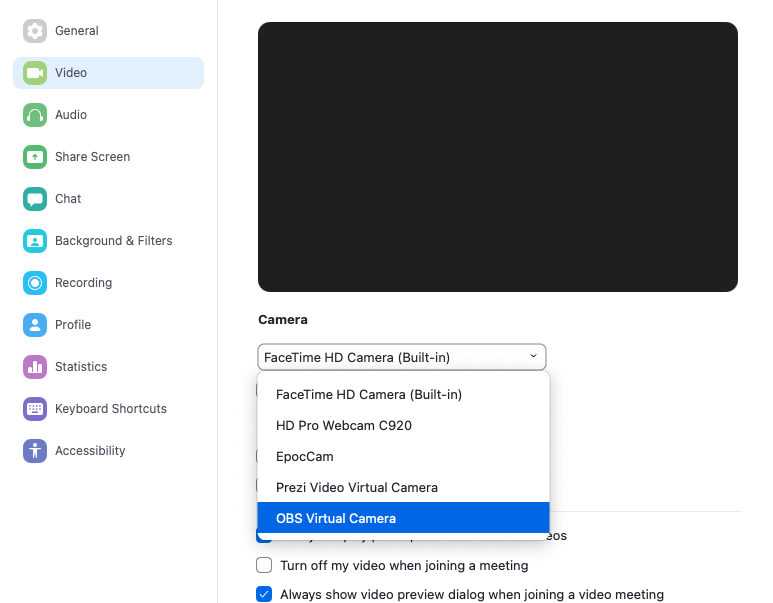 General
Video
Audio
Share Screen
Chat
Background & Filters
Recording
Profile
Statistics
Keyboard Shortcuts
Accessibility
Camera
FaceTime HD Camera (Built-in)
FaceTime HD Camera (Built-in)
HD Pro Webcam C920
EpocCam
Prezi Video Virtual Camera
OBS Virtual Camera
Turn off my video when joining a meeting
Always show video preview dialog when joining a video meeting